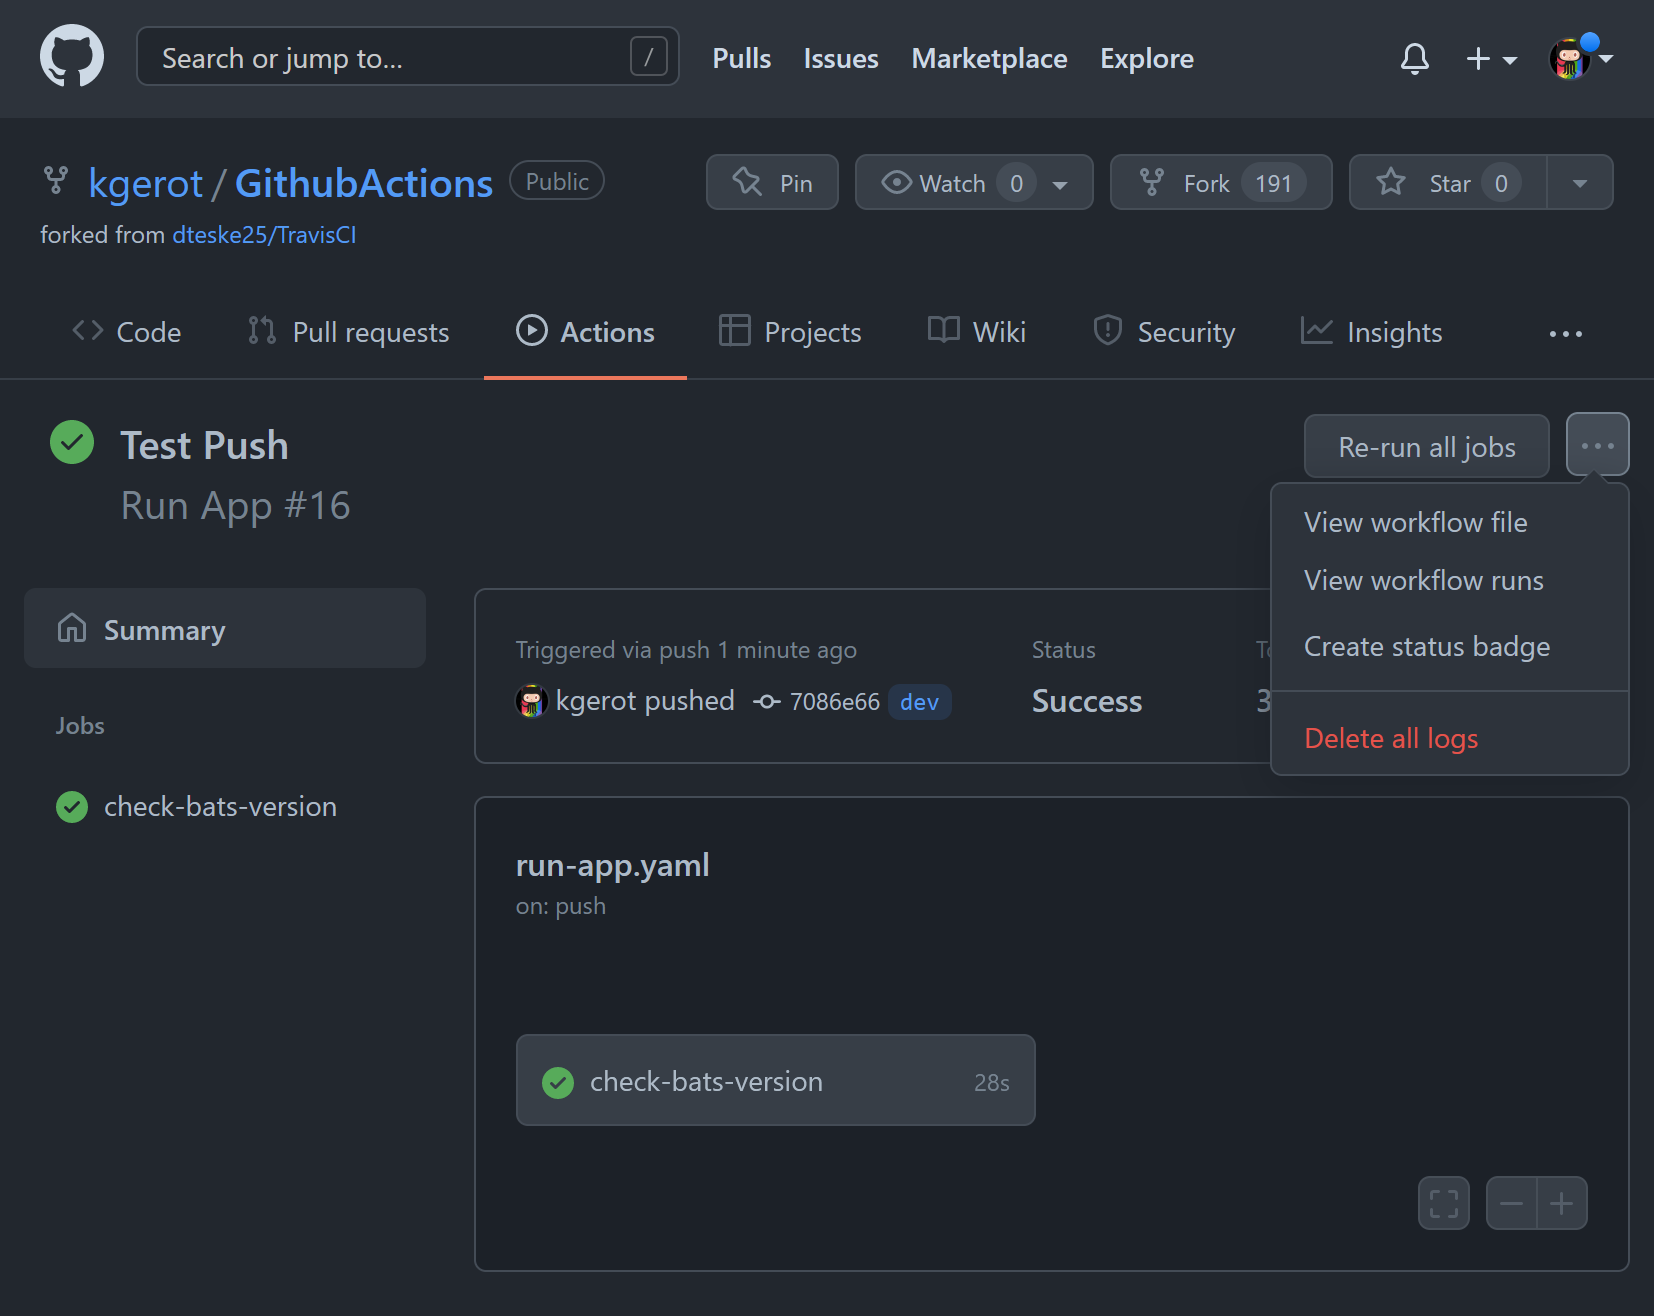 Search or jump to... /
Pulls Issues Marketplace Explore
kgerot / GithubActions Public
Pin Watch 0 Fork 191 Star 0
forked from dteske25/TravisCI
Code Pull requests Actions Projects Wiki Security Insights ...
Test Push
Re-run all jobs ...
Run App #16
View workflow file
View workflow runs
Create status badge
Delete all logs
Summary
Jobs
check-bats-version
Triggered via push 1 minute ago
Status
kgerot pushed 7086e66 dev
Success
3
run-app.yaml
on: push
check-bats-version 28s